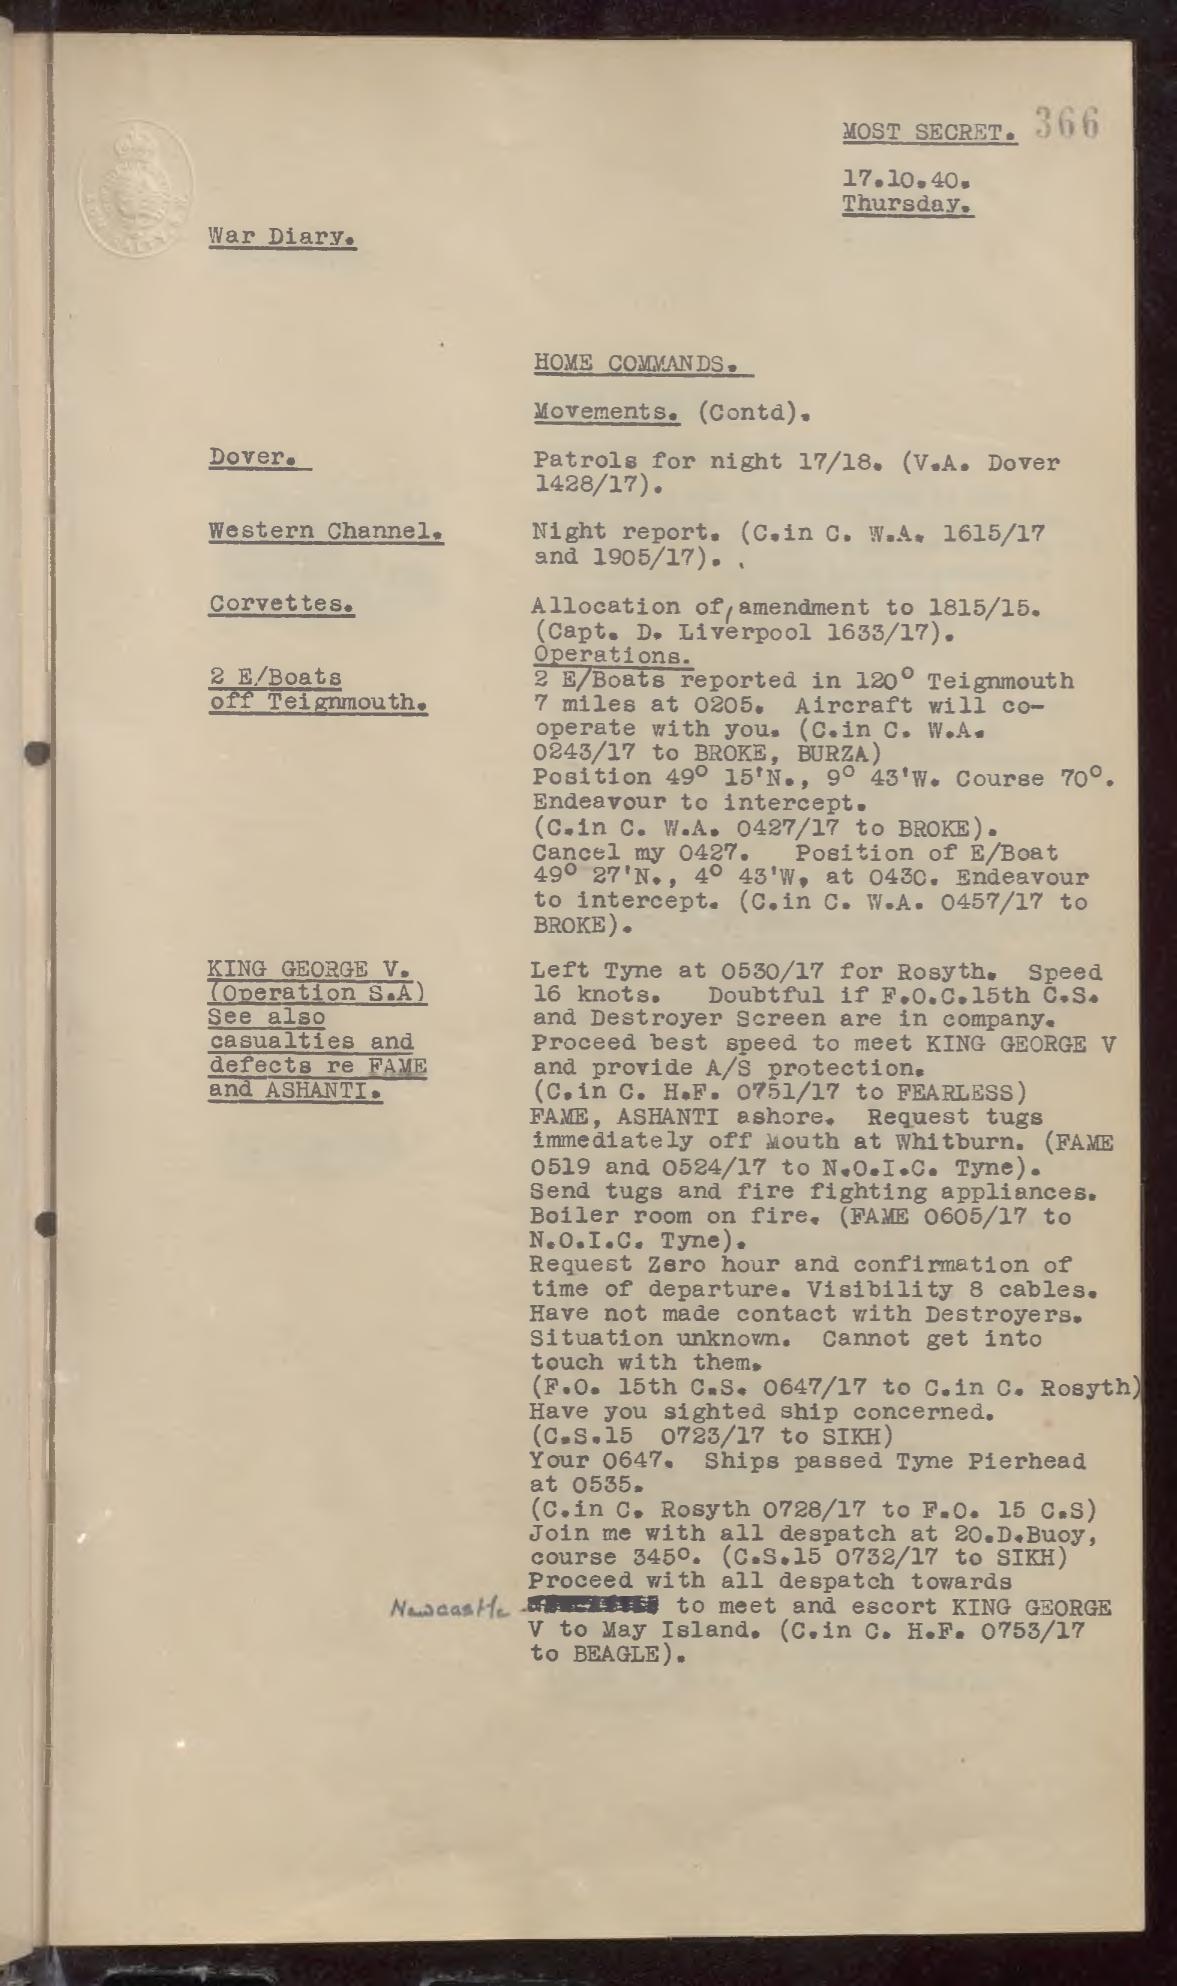 MOST SECRET. 366
17.10.40.
Thursday.
War Diary.
HOME COMMANDS.
Movements. (Contd).
Dover.
Patrols for night 17/18. (V.A. Dover
1428/17).
Western Channel.
Night report. (C.in C. W.A. 1615/17
and 1905/17).
Corvettes.
Allocation of, amendment to 1815/15.
(Capt. D. Liverpool 1633/17).
Operations.
2 E/Boats
off Teignmouth.
2 E/Boats reported in 120° Teignmouth
7 miles at 0205. Aircraft will co-
operate with you. (C.in C. W.A.
0243/17 to BROKE, BURZA)
Position 49° 15'N., 9° 43'W. Course 70°.
Endeavour to intercept.
(C.in C. W.A. 0427/17 to BROKE).
Cancel my 0427. Position of E/Boat
49° 27'N., 4° 43'W, at 0430. Endeavour
to intercept. (C.in C. W.A. 0457/17 to
BROKE).
KING GEORGE V.
(Operation S.A)
See also
casualties and
defects re FAME
and ASHANTI.
Left Tyne at 0530/17 for Rosyth. Speed
16 knots. Doubtful if F.O.C.15th C.S.
and Destroyer Screen are in company.
Proceed best speed to meet KING GEORGE V
and provide A/S protection.
(C.in C. H.F. 0751/17 to FEARLESS)
FAME, ASHANTI ashore. Request tugs
immediately off Mouth at Whitburn. (FAME
0519 and 0524/17 to N.O.I.C. Tyne).
Send tugs and fire fighting appliances.
Boiler room on fire. (FAME 0605/17 to
N.O.I.C. Tyne).
Request Zero hour and confirmation of
time of departure. Visibility 8 cables.
Have not made contact with Destroyers.
Situation unknown. Cannot get into
touch with them.
(F.O. 15th C.S. 0647/17 to C.in C. Rosyth)
Have you sighted ship concerned.
(C.S.15 0723/17 to SIKH)
Your 0647. Ships passed Tyne Pierhead
at 0535.
(C.in C. Rosyth 0728/17 to F.O. 15 C.S)
Join me with all despatch at 20.D.Buoy,
course 345°. (C.S.15 0732/17 to SIKH)
Proceed with all despatch towards
Newcastle to meet and escort KING GEORGE
V to May Island. (C.in C. H.F. 0753/17
to BEAGLE).